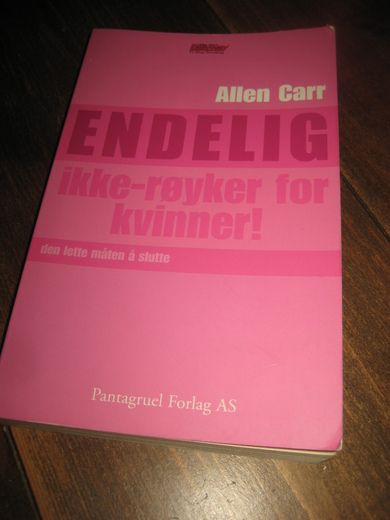 Allen Carr
ENDELIG
ikke-røyker for
kvinner!
den lette måten å slutte
Pantagruel Forlag AS